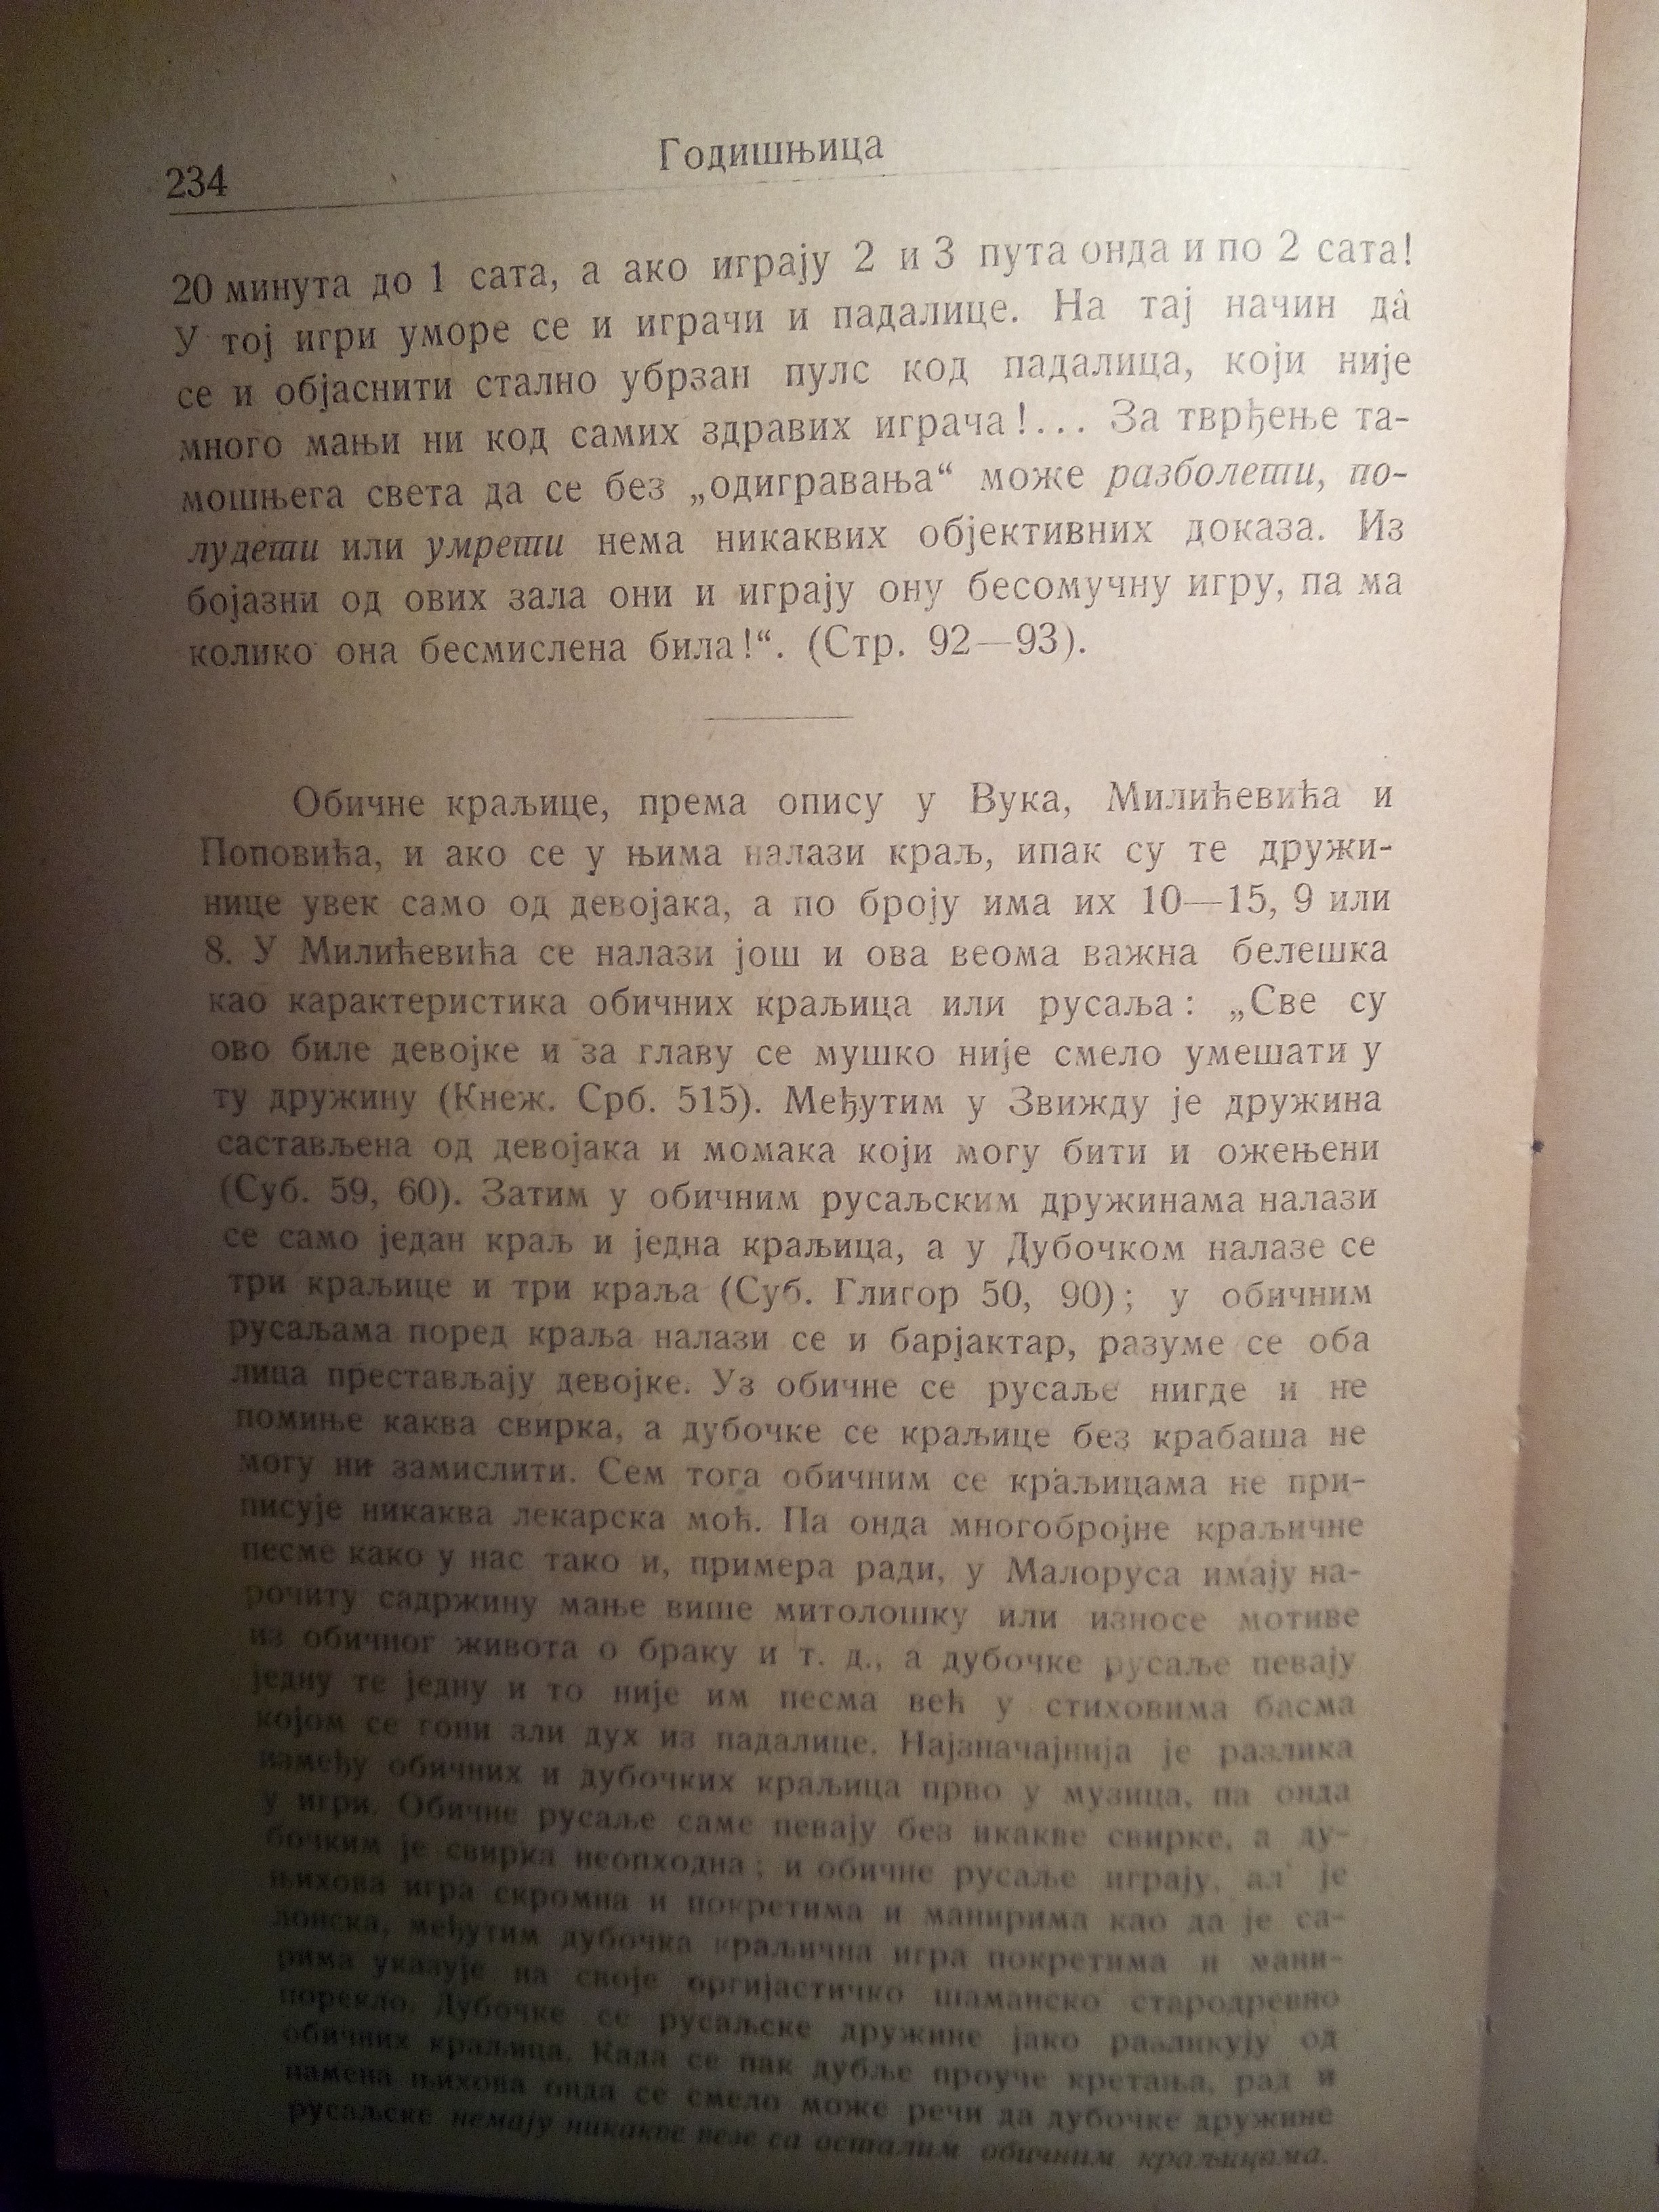 234
Годишњица
20 минута до 1 сата, а ако играју 2 и 3 пута онда и по 2 сата!
У тој игри уморе се и играчи и падалице. На тај начин да̂
се и објаснити стално убрзан пулс код падалица, који није
много мањи ни код самих здравих играча!... За тврђење та-
мошњега света да се без „одигравања“ може разболети, по-
лудети или умрети нема никаквих објективних доказа. Из
бојазни од ових зала они и играју ону бесомучну игру, па ма
колико она бесмислена била!“. (Стр. 92—93).
Обичне краљице, према опису у Вука, Милићевића и
Поповића, и ако се у њима налази краљ, ипак су те дружи-
нице увек само од девојака, а по броју има их 10—15, 9 или
8. У Милићевића се налази још и ова веома важна белешка
као карактеристика обичних краљица или русаља: „Све су
ово биле девојке и за главу се мушко није смело умешати у
ту дружину (Кнеж. Срб. 515). Међутим у Звижду је дружина
састављена од девојака и момака који могу бити и ожењени
(Суб. 59, 60). Затим у обичним русаљским дружинама налази
се само један краљ и једна краљица, а у Дубочком налазе се
три краљице и три краља (Суб. Глигор 50, 90); у обичним
русаљама поред краља налази се и барјактар, разуме се оба
лица престављају девојке. Уз обичне се русаље нигде и не
помиње каква свирка, а дубочке се краљице без крабаша не
могу ни замислити. Сем тога обичним се краљицама не при-
писује никаква лекарска моћ. Па онда многобројне краљичне
песме како у нас тако и, примера ради, у Малоруса имају на-
рочиту садржину мање више митолошку или износе мотиве
из обичног живота о браку и т. д., а дубочке русаље певају
једну те једну и то није им песма већ у стиховима басма
којом се гони зли дух из падалице. Најзначајнија је разлика
између обичних и дубочких краљица прво у музици, па онда
у игри. Обичне русаље саме певају без икакве свирке, а ду-
бочким је свирка неопходна; и обичне русаље играју, ал' је
њихова игра скромна и покретима и манирима као да је са-
лонска, међутим дубочка краљична игра покретима и мани-
рима указује на своје оргијастичко шаманско стародревно
порекло. Дубочке се русаљске дружине јако разликују од
обичних краљица. Када се пак дубље проуче кретања, рад и
намена њихова онда се смело може речи да дубочке дружине
русаљске немају никакве везе са осталим обичним краљицама.